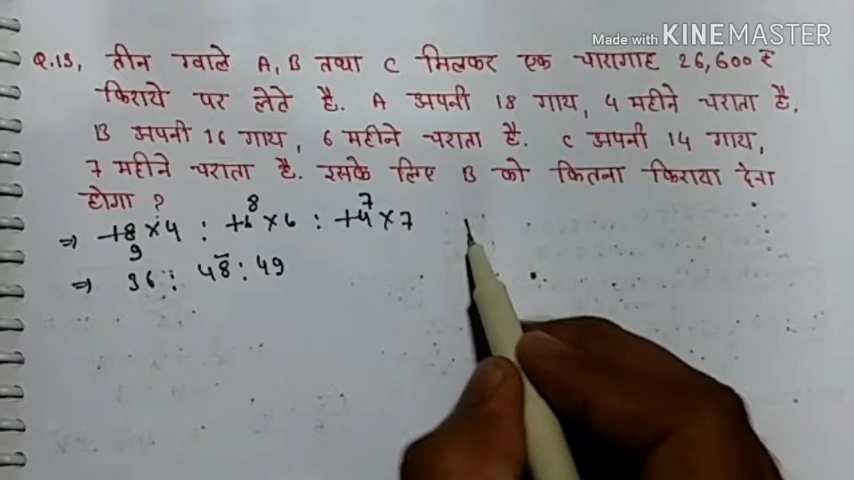 Made with KINEMASTER
Q.13, तीन ग्वाले A, B तथा C मिलकर एक चारागाह 26,600 ₹
किराये पर लेते है. A अपनी 18 गाय, 4 महीने चराता है.
B अपनी 16 गाय, 6 महीने चराता है. C अपनी 14 गाय,
7 महीने चराता है. इसके लिए B को कितना किराया देना
होगा ?
8 7
⇒ 18 × 4 : 16 × 6 : 14 × 7
9
⇒ 36 : 48 : 49